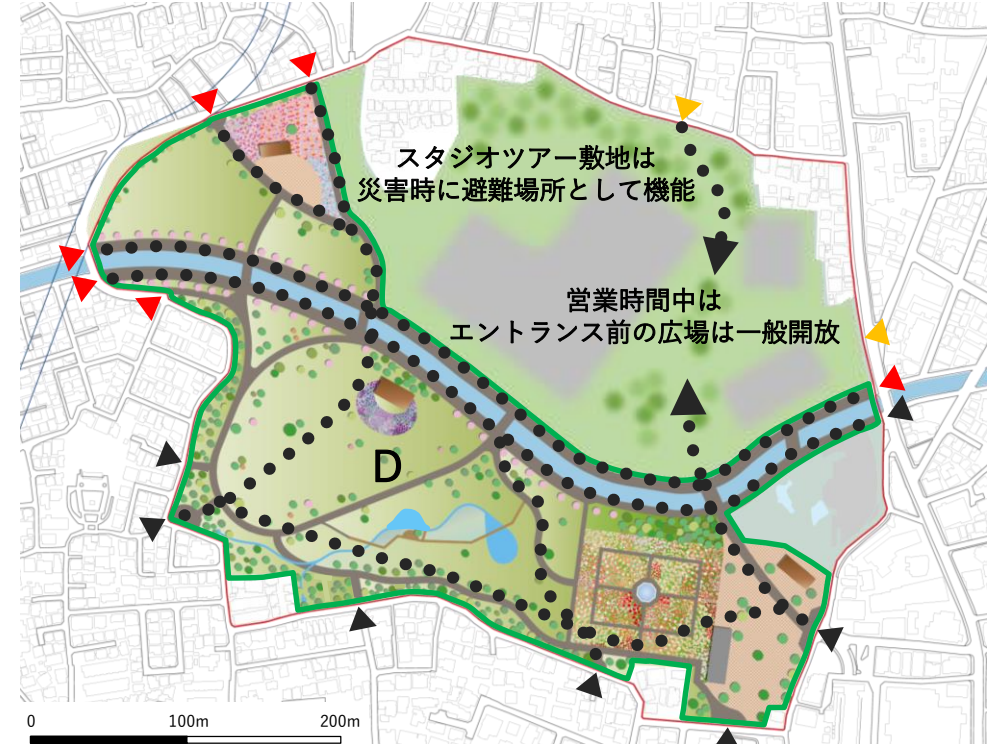 スタジオツアー敷地は
災害時に避難場所として機能
営業時間中は
エントランス前の広場は一般開放
D
0 100m 200m